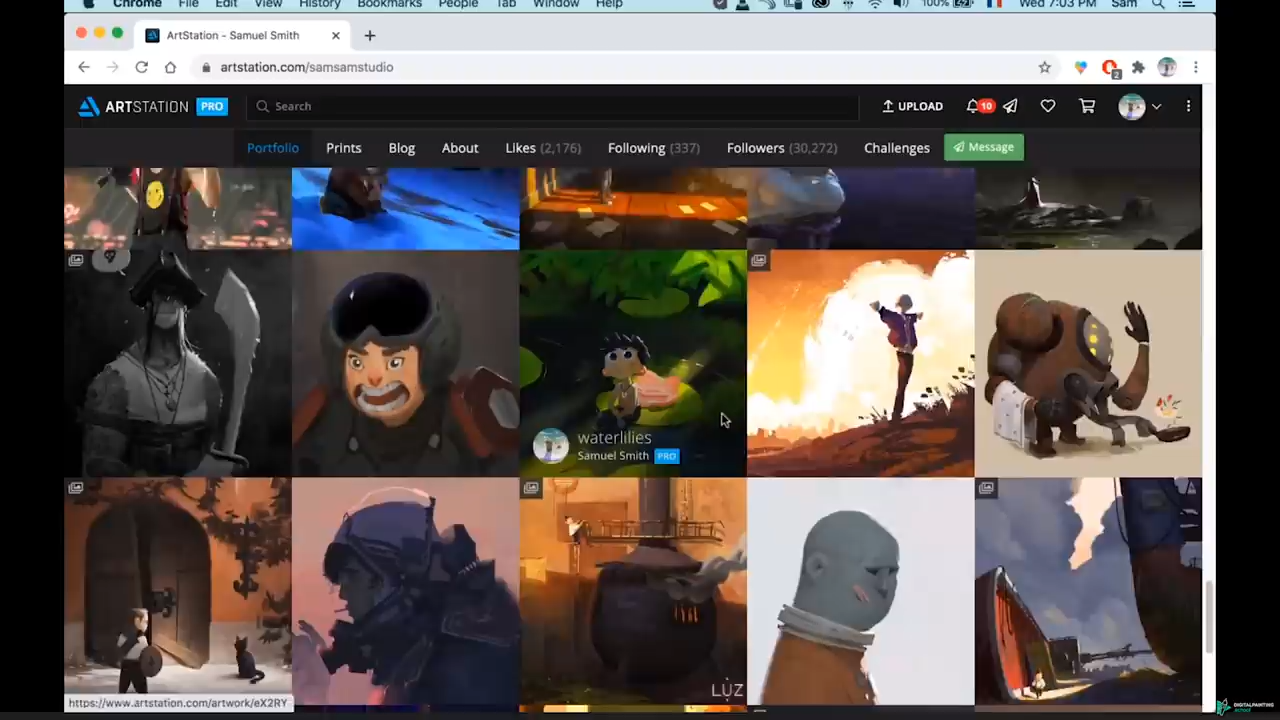 Chrome File Edit View History Bookmarks People Tab Window Help 100% Wed 7:03 PM Sam
ArtStation - Samuel Smith
artstation.com/samsamstudio
2
ARTSTATION PRO Search UPLOAD 10
Portfolio Prints Blog About Likes (2,176) Following (337) Followers (30,272) Challenges Message
waterlilies
Samuel Smith PRO
LUZ
https://www.artstation.com/artwork/eX2RY
DIGITALPAINTING